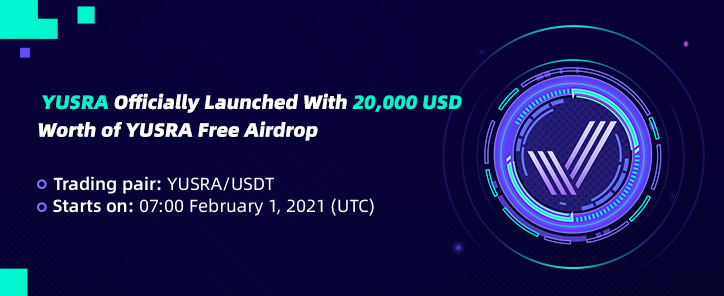 YUSRA Officially Launched With 20,000 USD
Worth of YUSRA Free Airdrop
Trading pair: YUSRA/USDT
Starts on: 07:00 February 1, 2021 (UTC)